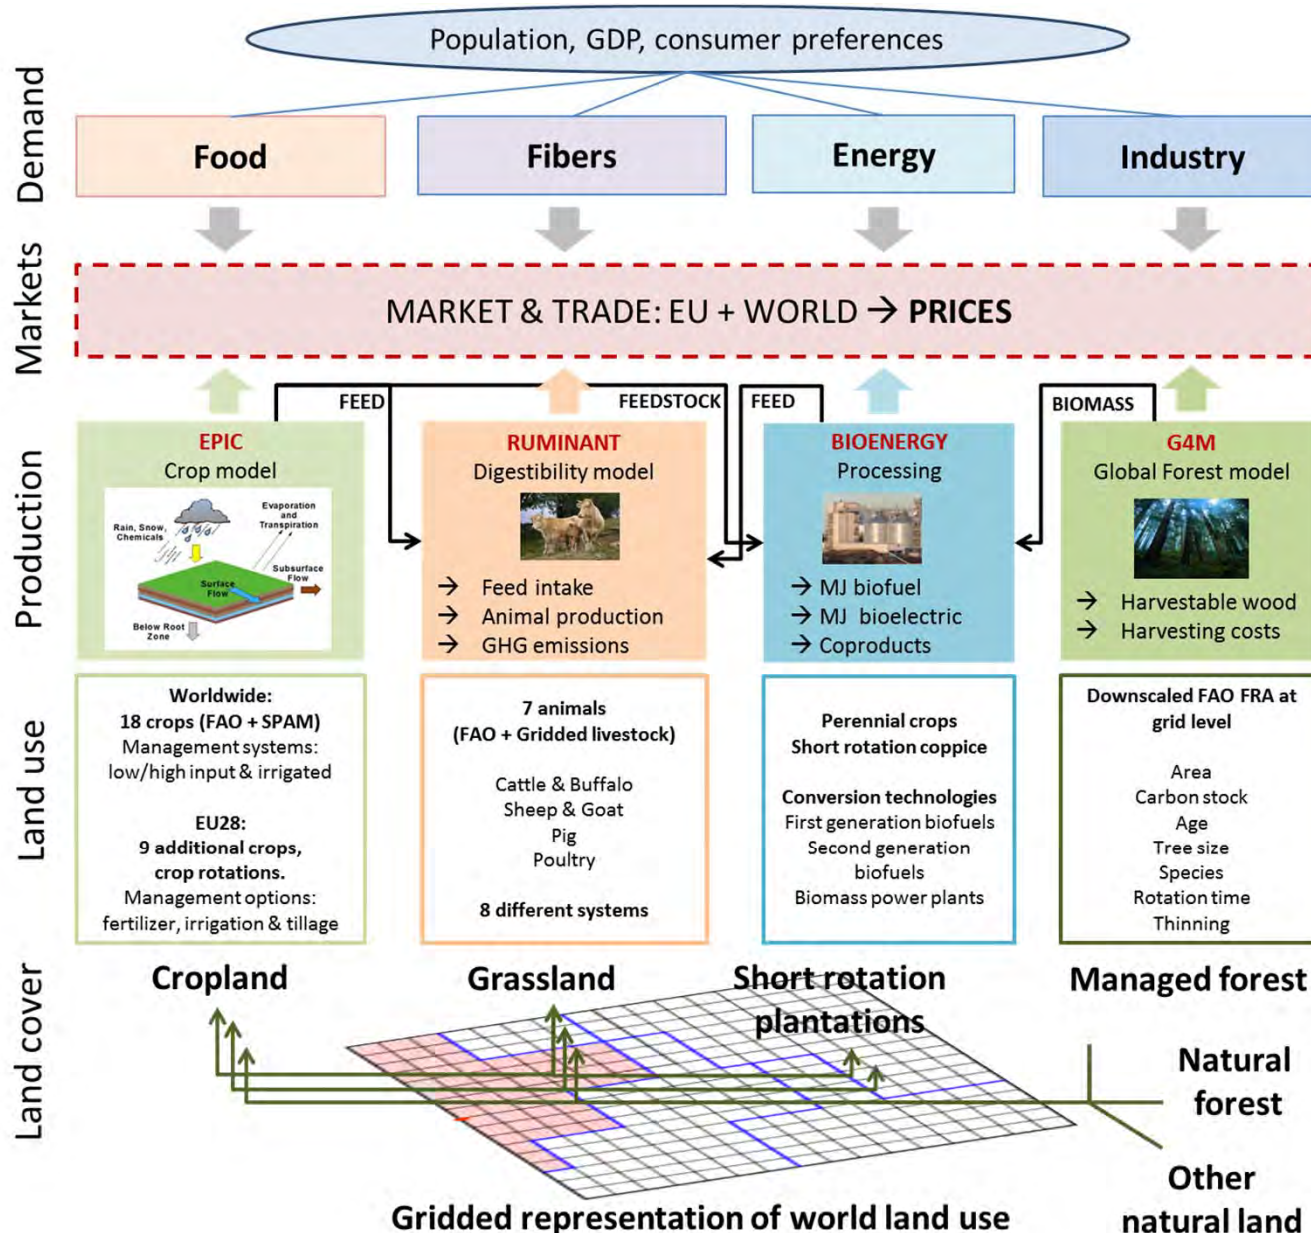 Population, GDP, consumer preferences
Demand
Food
Fibers
Energy
Industry
Markets
MARKET & TRADE: EU + WORLD → PRICES
FEED
FEEDSTOCK
FEED
BIOMASS
Production
EPIC
Crop model
Rain, Snow,
Chemicals
Evaporation
and
Transpiration
Subsurface
Flow
Surface
Flow
Below Root
Zone
RUMINANT
Digestibility model
→ Feed intake
→ Animal production
→ GHG emissions
BIOENERGY
Processing
→ MJ biofuel
→ MJ bioelectric
→ Coproducts
G4M
Global Forest model
→ Harvestable wood
→ Harvesting costs
Land use
Worldwide:
18 crops (FAO + SPAM)
Management systems:
low/high input & irrigated
EU28:
9 additional crops,
crop rotations.
Management options:
fertilizer, irrigation & tillage
7 animals
(FAO + Gridded livestock)
Cattle & Buffalo
Sheep & Goat
Pig
Poultry
8 different systems
Perennial crops
Short rotation coppice
Conversion technologies
First generation biofuels
Second generation
biofuels
Biomass power plants
Downscaled FAO FRA at
grid level
Area
Carbon stock
Age
Tree size
Species
Rotation time
Thinning
Land cover
Cropland
Grassland
Short rotation
plantations
Managed forest
Natural
forest
Other
natural land
Gridded representation of world land use